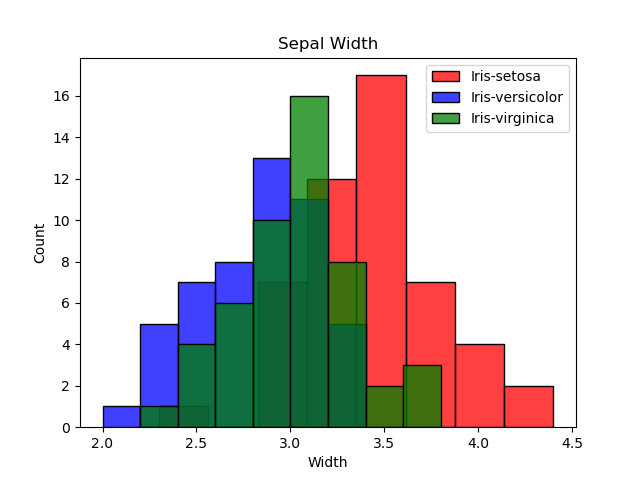 Sepal Width
Iris-setosa
Iris-versicolor
Iris-virginica
Count
16
14
12
10
8
6
4
2
0
2.0 2.5 3.0 3.5 4.0 4.5
Width